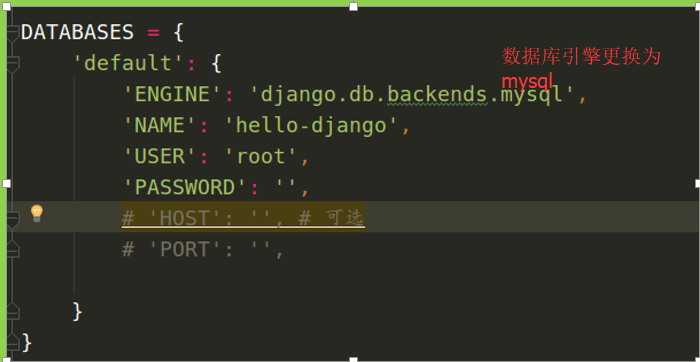 DATABASES = {
数据库引擎更换为
mysql
'default': {
'ENGINE': 'django.db.backends.mysql',
'NAME': 'hello-django',
'USER': 'root',
'PASSWORD': '',
# 'HOST': '', # 可选
# 'PORT': '',
}
}